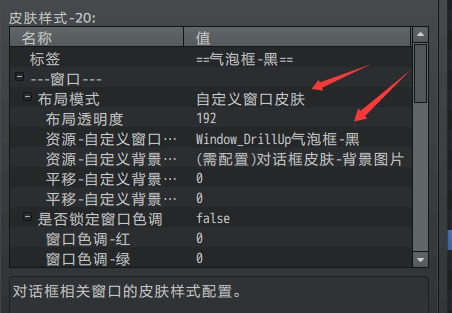 皮肤样式-20:
名称 值
标签 ==气泡框-黑==
---窗口---
布局模式 自定义窗口皮肤
布局透明度 192
资源-自定义窗口… Window_DrillUp气泡框-黑
资源-自定义背景… (需配置)对话框皮肤-背景图片
平移-自定义背景… 0
平移-自定义背景… 0
是否锁定窗口色调 false
窗口色调-红 0
窗口色调-绿 0
对话框相关窗口的皮肤样式配置。